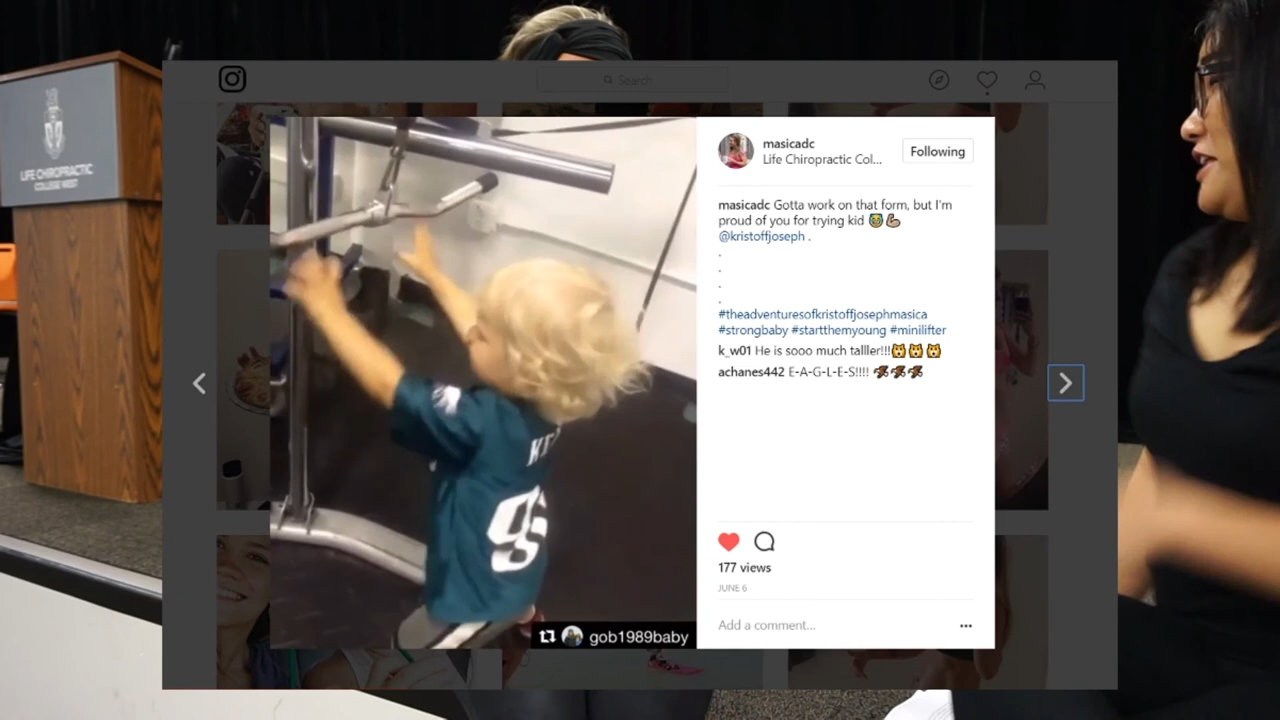 LIFE CHIROPRACTIC
COLLEGE WEST
Search
masicadc
Life Chiropractic Col...
Following
masicadc Gotta work on that form, but I'm
proud of you for trying kid 😹💪
@kristoffjoseph .
.
.
.
.
#theadventuresofkristoffjosephmasica
#strongbaby #startthemyoung #minilifter
k_w01 He is sooo much talller!!!🙀🙀🙀
achanes442 E-A-G-L-E-S!!!! 🦅🦅🦅
177 views
JUNE 6
Add a comment...
gob1989baby